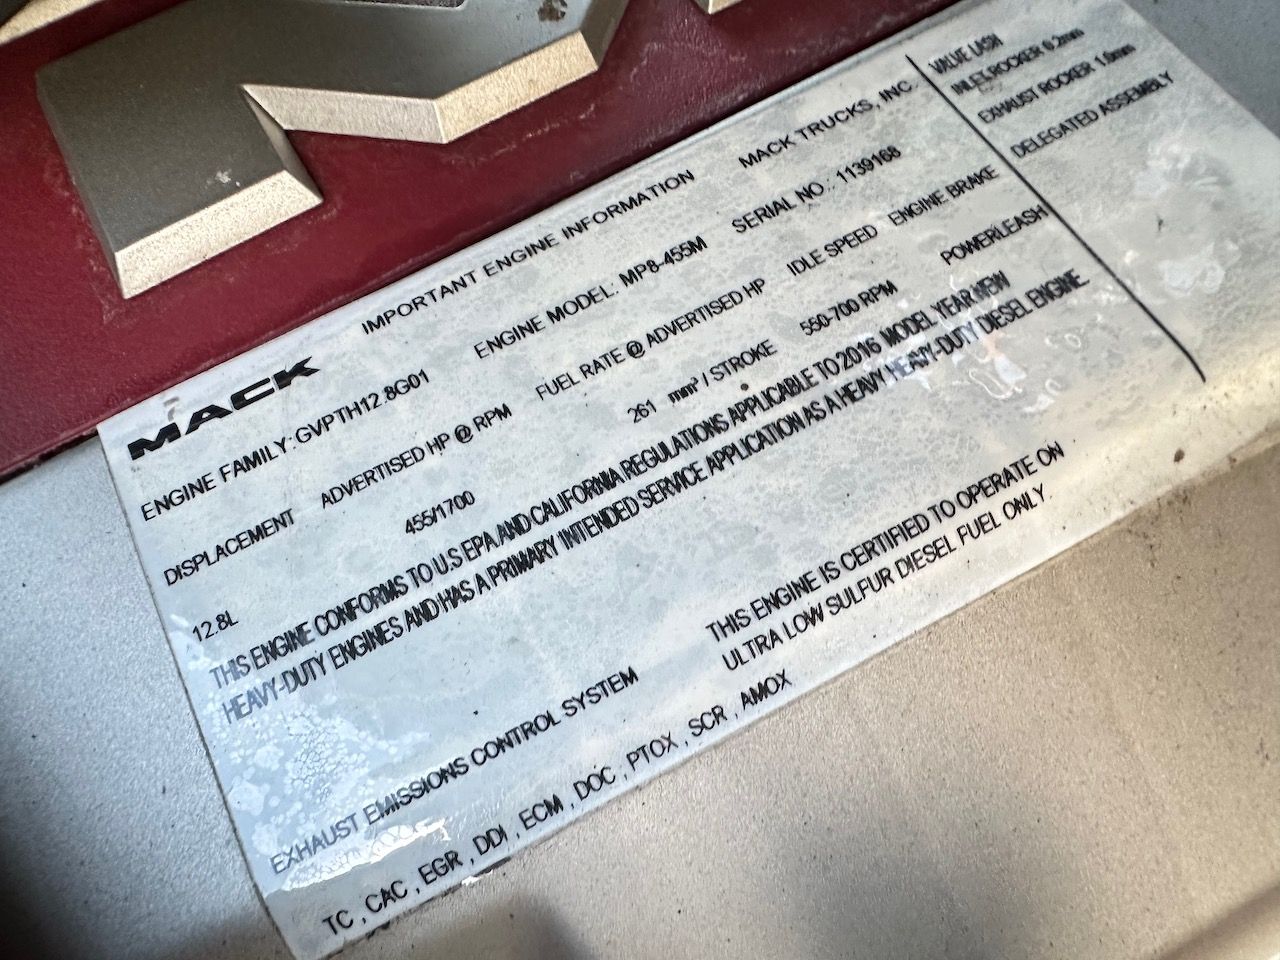 MACK
IMPORTANT ENGINE INFORMATION MACK TRUCKS, INC.
ENGINE FAMILY: GVPTH12.8G01 ENGINE MODEL: MP8-455M SERIAL NO.: 1139168
DISPLACEMENT ADVERTISED HP @ RPM FUEL RATE @ ADVERTISED HP IDLE SPEED ENGINE BRAKE
12.8L 455/1700 261 mm³ / STROKE 550-700 RPM POWERLEASH
THIS ENGINE CONFORMS TO U.S EPA AND CALIFORNIA REGULATIONS APPLICABLE TO 2016 MODEL YEAR NEW
HEAVY-DUTY ENGINES AND HAS A PRIMARY INTENDED SERVICE APPLICATION AS A HEAVY HEAVY-DUTY DIESEL ENGINE.
EXHAUST EMISSIONS CONTROL SYSTEM
TC , CAC , EGR , DDI , ECM , DOC , PTOX , SCR , AMOX
THIS ENGINE IS CERTIFIED TO OPERATE ON
ULTRA LOW SULFUR DIESEL FUEL ONLY.
VALVE LASH
INLET ROCKER 0.2mm
EXHAUST ROCKER 1.0mm
DELEGATED ASSEMBLY